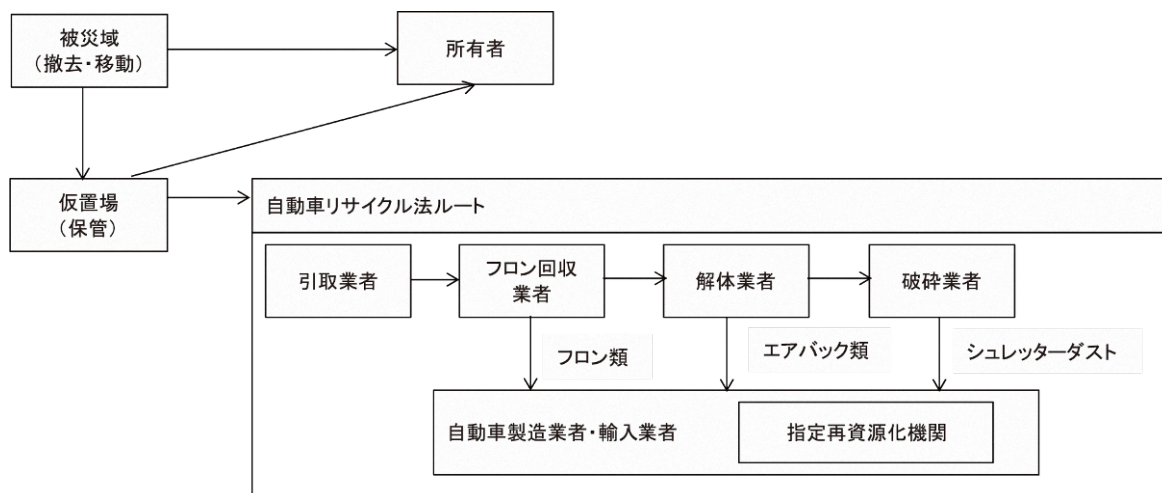 被災域
（撤去・移動）
所有者
仮置場
（保管）
自動車リサイクル法ルート
引取業者
フロン回収
業者
解体業者
破砕業者
フロン類
エアバック類
シュレッターダスト
自動車製造業者・輸入業者
指定再資源化機関